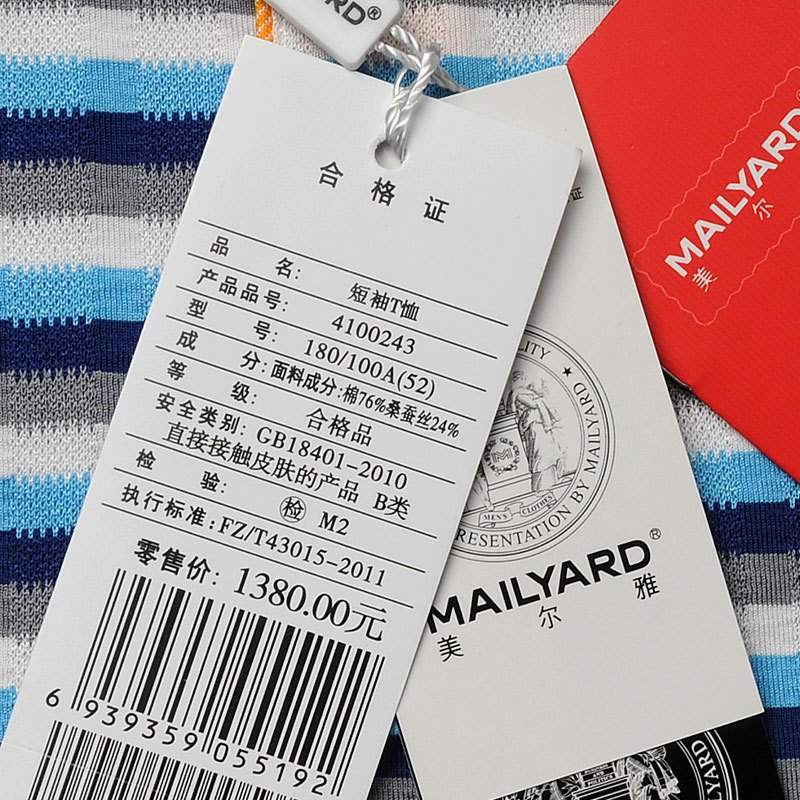 YARD®
合格证
品 名: 短袖T恤
产品品号: 4100243
型 号: 180/100A(52)
成 分: 面料成分: 棉76%桑蚕丝24%
等 级: 合格品
安全类别: GB18401-2010
直接接触皮肤的产品 B类
检 验: 检 M2
执行标准: FZ/T43015-2011
零售价: 1380.00元
6 939359 055192
证
LITY ★
MEN'S CLOTHES
RESENTATION BY MAILYARD
MAILYARD®
美 尔 雅
MAILYARD
美 尔
MAILYARD